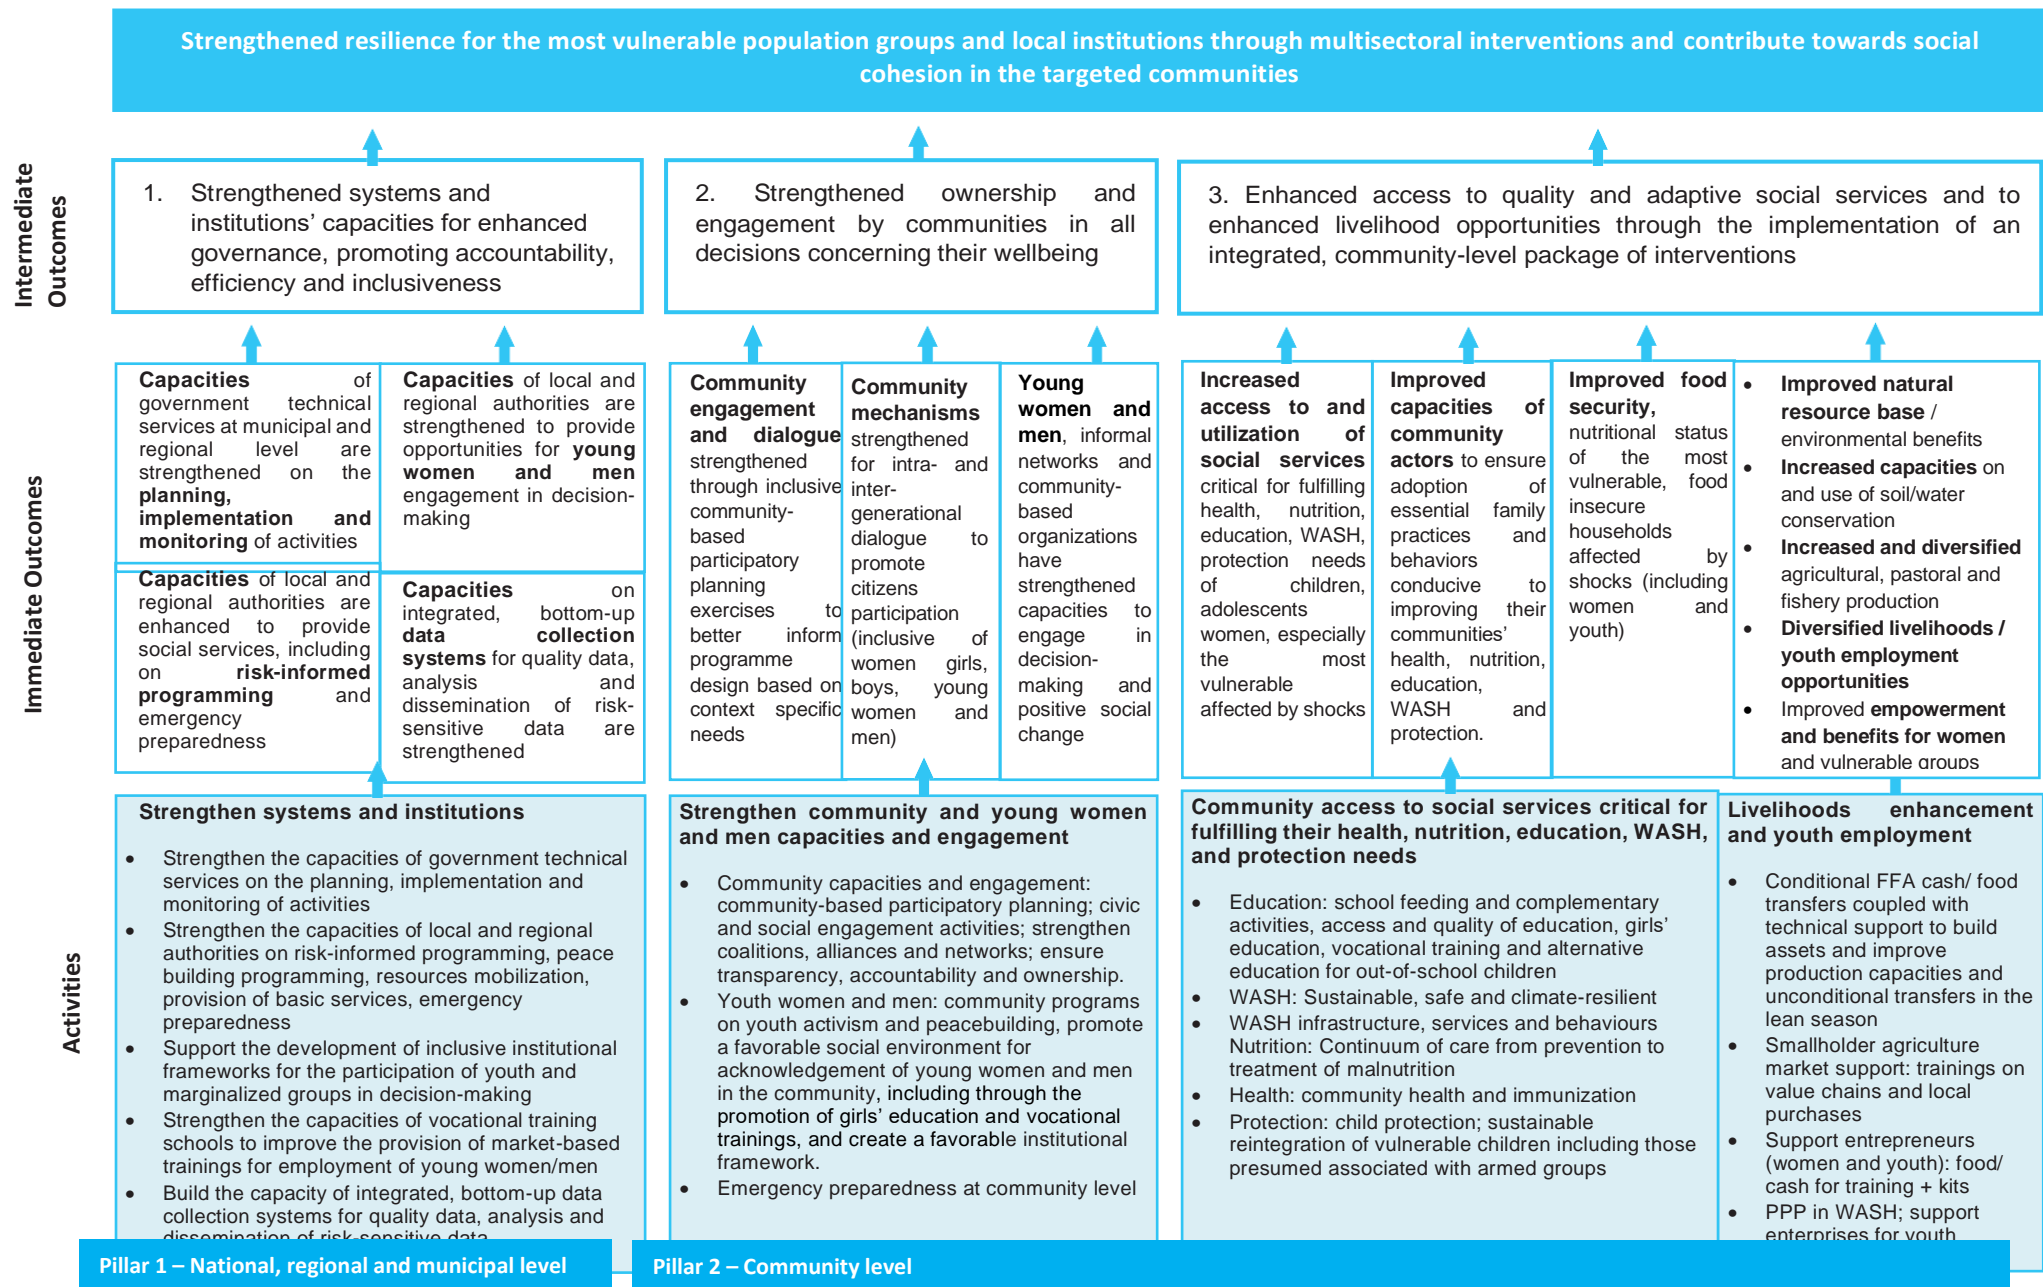 Strengthened resilience for the most vulnerable population groups and local institutions through multisectoral interventions and contribute towards social
cohesion in the targeted communities
Intermediate
Outcomes
1. Strengthened systems and
institutions’ capacities for enhanced
governance, promoting accountability,
efficiency and inclusiveness
2. Strengthened ownership and
engagement by communities in all
decisions concerning their wellbeing
3. Enhanced access to quality and adaptive social services and to
enhanced livelihood opportunities through the implementation of an
integrated, community-level package of interventions
Immediate Outcomes
Capacities of
government technical
services at municipal and
regional level are
strengthened on the
planning,
implementation and
monitoring of activities
Capacities of local and
regional authorities are
strengthened to provide
opportunities for young
women and men
engagement in decision-
making
Capacities of local and
regional authorities are
enhanced to provide
social services, including
on risk-informed
programming and
emergency
preparedness
Capacities on
integrated, bottom-up
data collection
systems for quality data,
analysis and
dissemination of risk-
sensitive data are
strengthened
Community
engagement
and dialogue
strengthened
through inclusive
community-
based
participatory
planning
exercises to
better inform
programme
design based on
context specific
needs
Community
mechanisms
strengthened
for intra- and
inter-
generational
dialogue to
promote
citizens
participation
(inclusive of
women girls,
boys, young
women and
men)
Young
women and
men, informal
networks and
community-
based
organizations
have
strengthened
capacities to
engage in
decision-
making and
positive social
change
Increased
access to and
utilization of
social services
critical for fulfilling
health, nutrition,
education, WASH,
protection needs
of children,
adolescents
women, especially
the most
vulnerable
affected by shocks
Improved
capacities of
community
actors to ensure
adoption of
essential family
practices and
behaviors
conducive to
improving their
communities’
health, nutrition,
education,
WASH and
protection.
Improved food
security,
nutritional status
of the most
vulnerable, food
insecure
households
affected by
shocks (including
women and
youth)
• Improved natural
resource base /
environmental benefits
• Increased capacities on
and use of soil/water
conservation
• Increased and diversified
agricultural, pastoral and
fishery production
• Diversified livelihoods /
youth employment
opportunities
• Improved empowerment
and benefits for women
and vulnerable groups
Activities
Strengthen systems and institutions
• Strengthen the capacities of government technical
services on the planning, implementation and
monitoring of activities
• Strengthen the capacities of local and regional
authorities on risk-informed programming, peace
building programming, resources mobilization,
provision of basic services, emergency
preparedness
• Support the development of inclusive institutional
frameworks for the participation of youth and
marginalized groups in decision-making
• Strengthen the capacities of vocational training
schools to improve the provision of market-based
trainings for employment of young women/men
• Build the capacity of integrated, bottom-up data
collection systems for quality data, analysis and
dissemination of risk-sensitive data
Strengthen community and young women
and men capacities and engagement
• Community capacities and engagement:
community-based participatory planning; civic
and social engagement activities; strengthen
coalitions, alliances and networks; ensure
transparency, accountability and ownership.
• Youth women and men: community programs
on youth activism and peacebuilding, promote
a favorable social environment for
acknowledgement of young women and men
in the community, including through the
promotion of girls’ education and vocational
trainings, and create a favorable institutional
framework.
• Emergency preparedness at community level
Community access to social services critical for
fulfilling their health, nutrition, education, WASH,
and protection needs
• Education: school feeding and complementary
activities, access and quality of education, girls’
education, vocational training and alternative
education for out-of-school children
• WASH: Sustainable, safe and climate-resilient
• WASH infrastructure, services and behaviours
Nutrition: Continuum of care from prevention to
treatment of malnutrition
• Health: community health and immunization
• Protection: child protection; sustainable
reintegration of vulnerable children including those
presumed associated with armed groups
Livelihoods enhancement
and youth employment
• Conditional FFA cash/ food
transfers coupled with
technical support to build
assets and improve
production capacities and
unconditional transfers in the
lean season
• Smallholder agriculture
market support: trainings on
value chains and local
purchases
• Support entrepreneurs
(women and youth): food/
cash for training + kits
• PPP in WASH; support
enterprises for youth
Pillar 1 – National, regional and municipal level
Pillar 2 – Community level